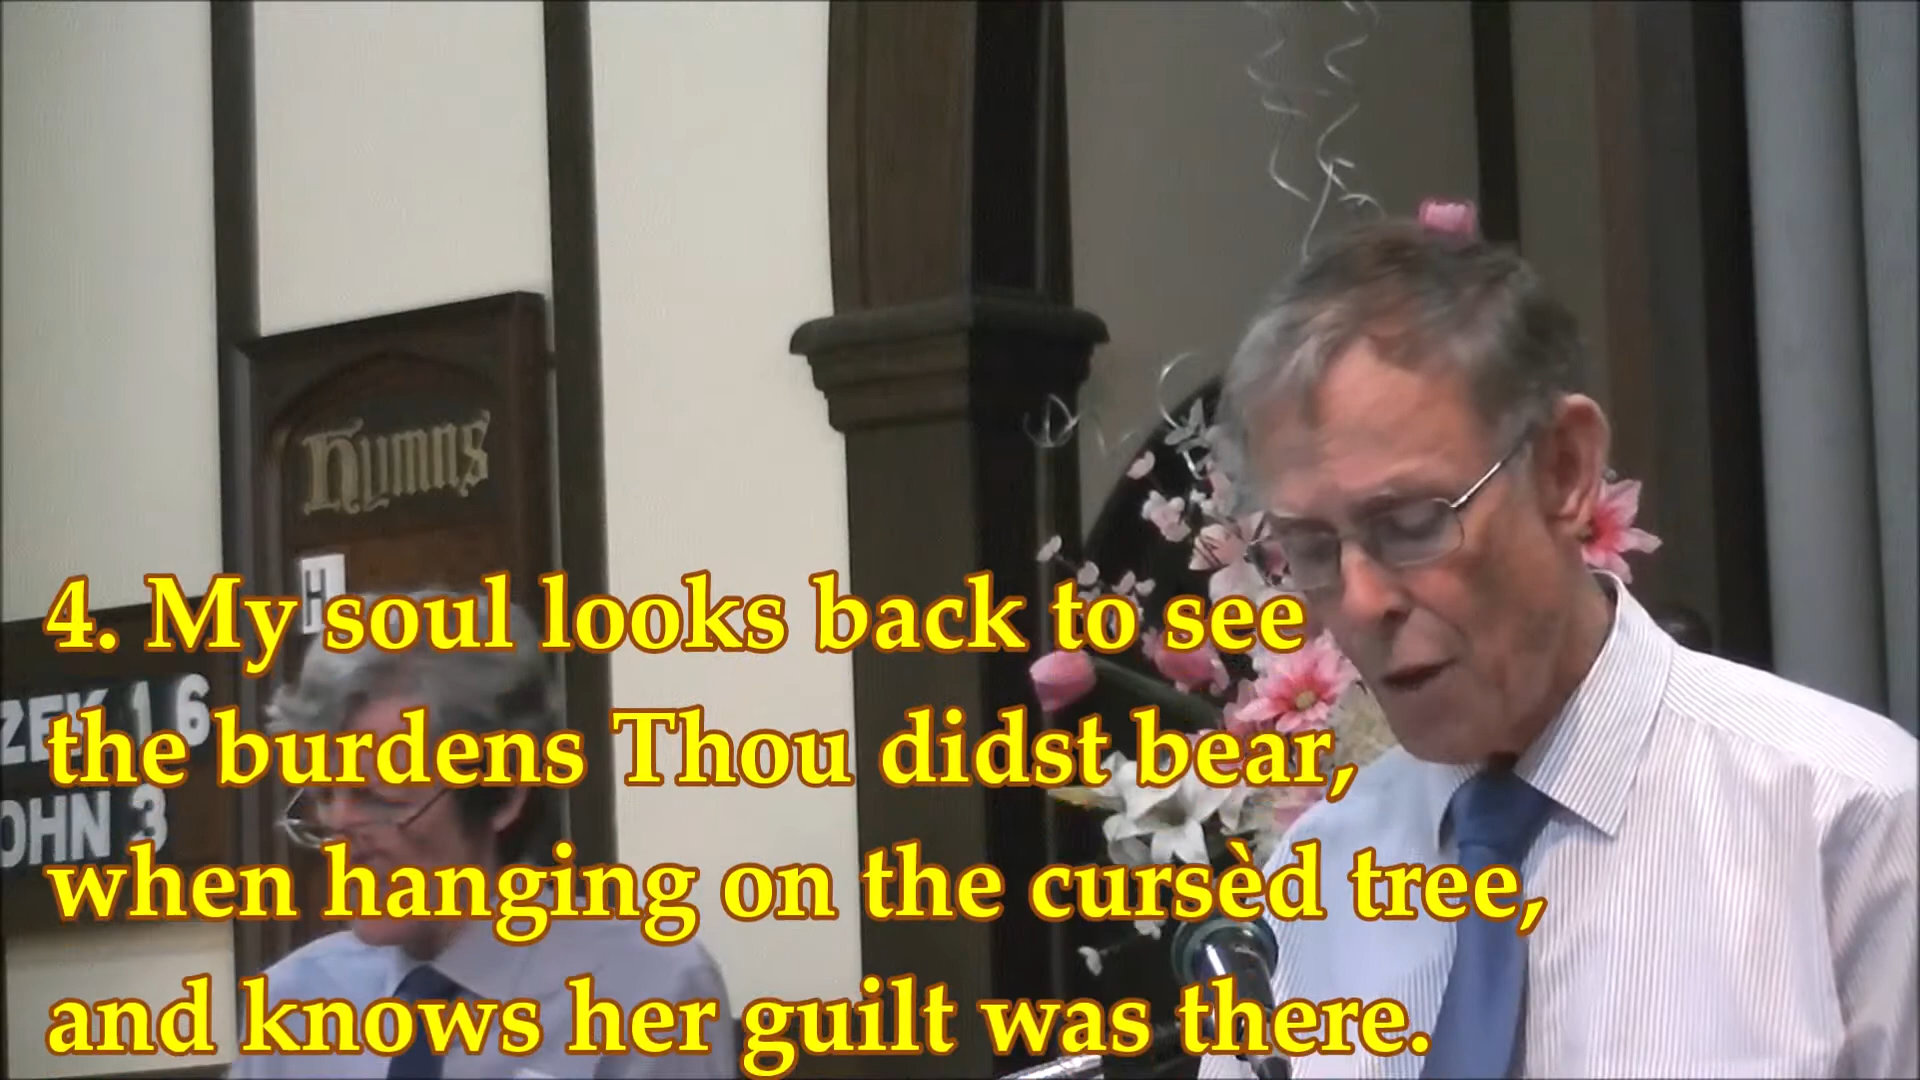 Hymns
H
ZEK 16
OHN 3
4. My soul looks back to see
the burdens Thou didst bear,
when hanging on the cursèd tree,
and knows her guilt was there.